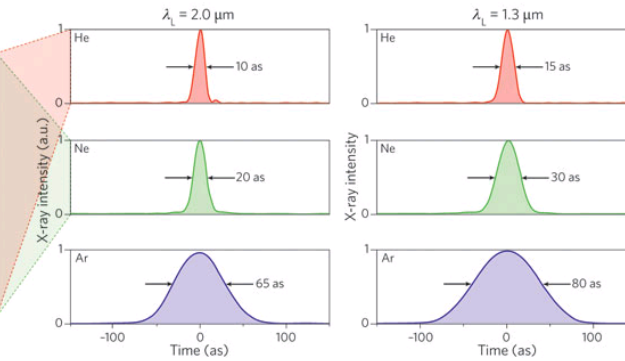 λL = 2.0 μm
λL = 1.3 μm
X-ray intensity (a.u.)
1
He
10 as
0
1
Ne
20 as
0
1
Ar
65 as
0
-100
0
100
Time (as)
X-ray intensity
1
He
15 as
0
1
Ne
30 as
0
1
Ar
80 as
0
-100
0
100
Time (as)